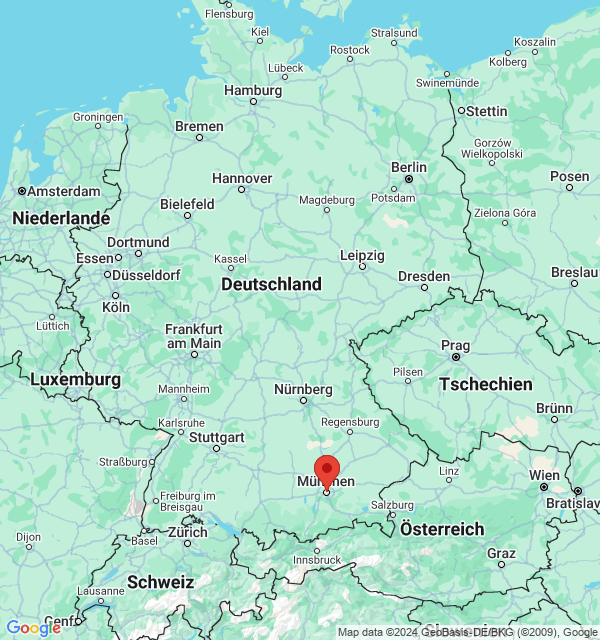 Flensburg
Kiel
Stralsund
Rostock
Koszalin
Kolberg
Lübeck
Swinemünde
Hamburg
Stettin
Groningen
Bremen
Gorzów
Wielkopolski
Berlin
Posen
Amsterdam
Hannover
Potsdam
Magdeburg
Niederlande
Bielefeld
Zielona Góra
Dortmund
Essen
Kassel
Leipzig
Düsseldorf
Deutschland
Dresden
Breslau
Köln
Lüttich
Frankfurt
am Main
Prag
Pilsen
Luxemburg
Tschechien
Mannheim
Nürnberg
Brünn
Karlsruhe
Regensburg
Stuttgart
Straßburg
Linz
Wien
München
Freiburg im
Breisgau
Bratislav
Salzburg
Dijon
Basel
Zürich
Österreich
Innsbruck
Graz
Schweiz
Lausanne
Genf
Google
Map data ©2024 GeoBasis-DE/BKG (©2009), Google